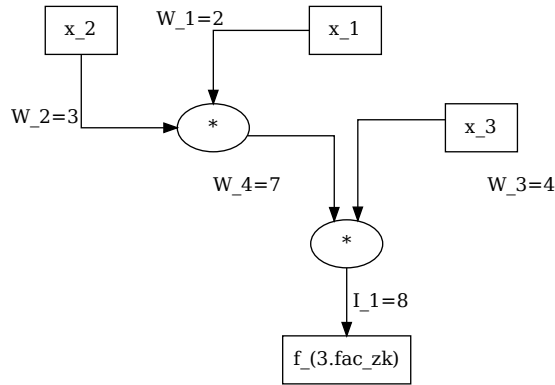 x_2
W_1=2
x_1
W_2=3
*
x_3
W_4=7
W_3=4
*
I_1=8
f_(3.fac_zk)